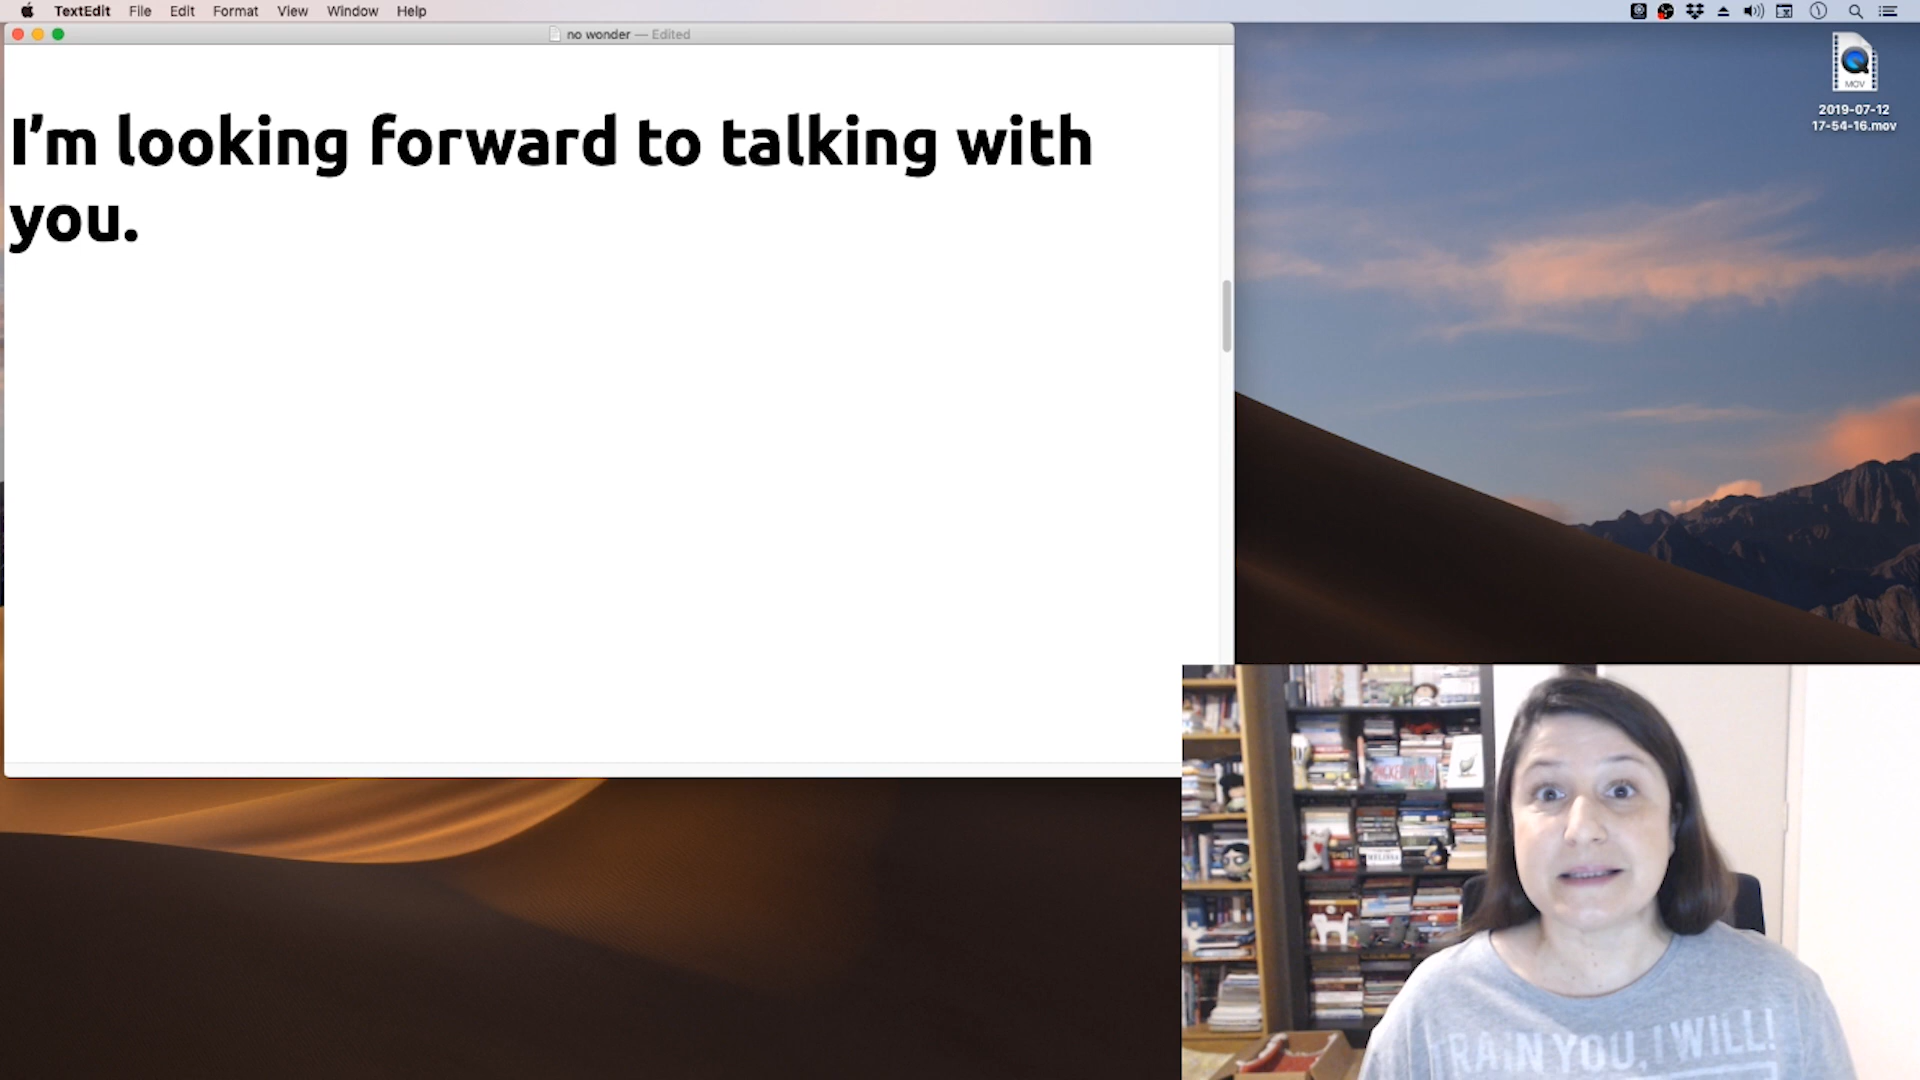 TextEdit File Edit Format View Window Help
no wonder — Edited
I’m looking forward to talking with
you.
MOV
2019-07-12
17-54-16.mov
MELISSA
RAIN YOU, I WILL!